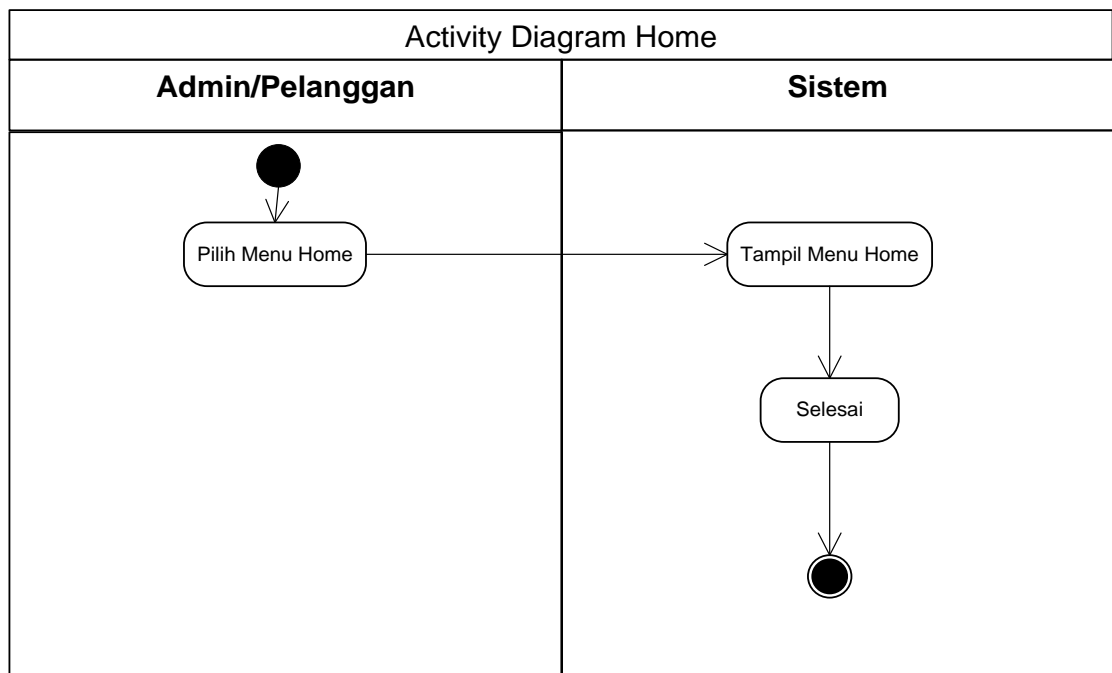 Activity Diagram Home
Admin/Pelanggan
Sistem
Pilih Menu Home
Tampil Menu Home
Selesai